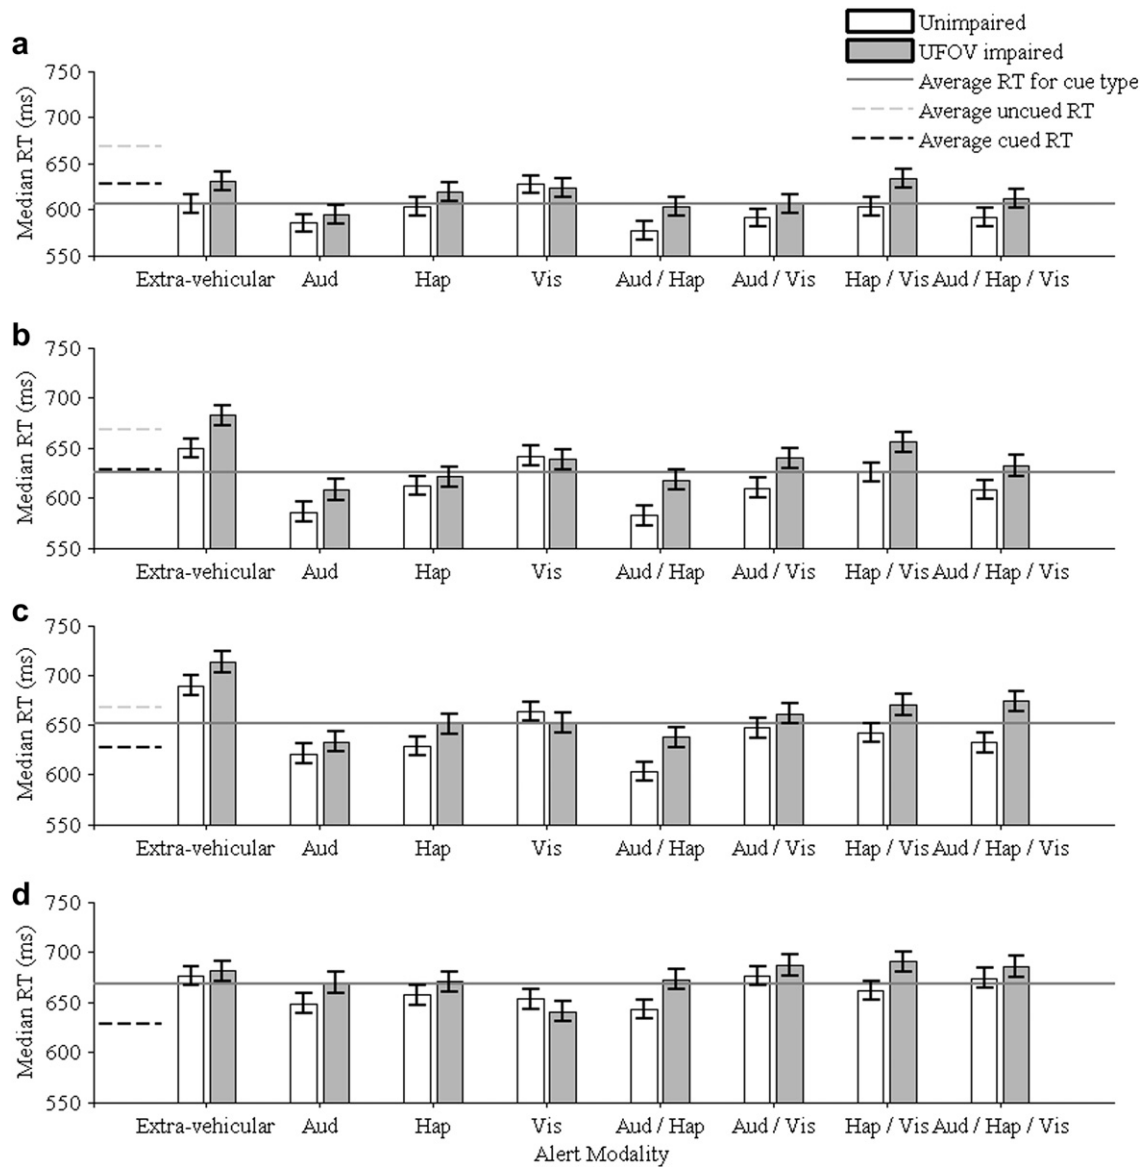 a
Unimpaired
UFOV impaired
Average RT for cue type
Average uncued RT
Average cued RT
Median RT (ms)
750
700
650
600
550
Extra-vehicular Aud Hap Vis Aud / Hap Aud / Vis Hap / Vis Aud / Hap / Vis
b
Median RT (ms)
750
700
650
600
550
Extra-vehicular Aud Hap Vis Aud / Hap Aud / Vis Hap / Vis Aud / Hap / Vis
c
Median RT (ms)
750
700
650
600
550
Extra-vehicular Aud Hap Vis Aud / Hap Aud / Vis Hap / Vis Aud / Hap / Vis
d
Median RT (ms)
750
700
650
600
550
Extra-vehicular Aud Hap Vis Aud / Hap Aud / Vis Hap / Vis Aud / Hap / Vis
Alert Modality